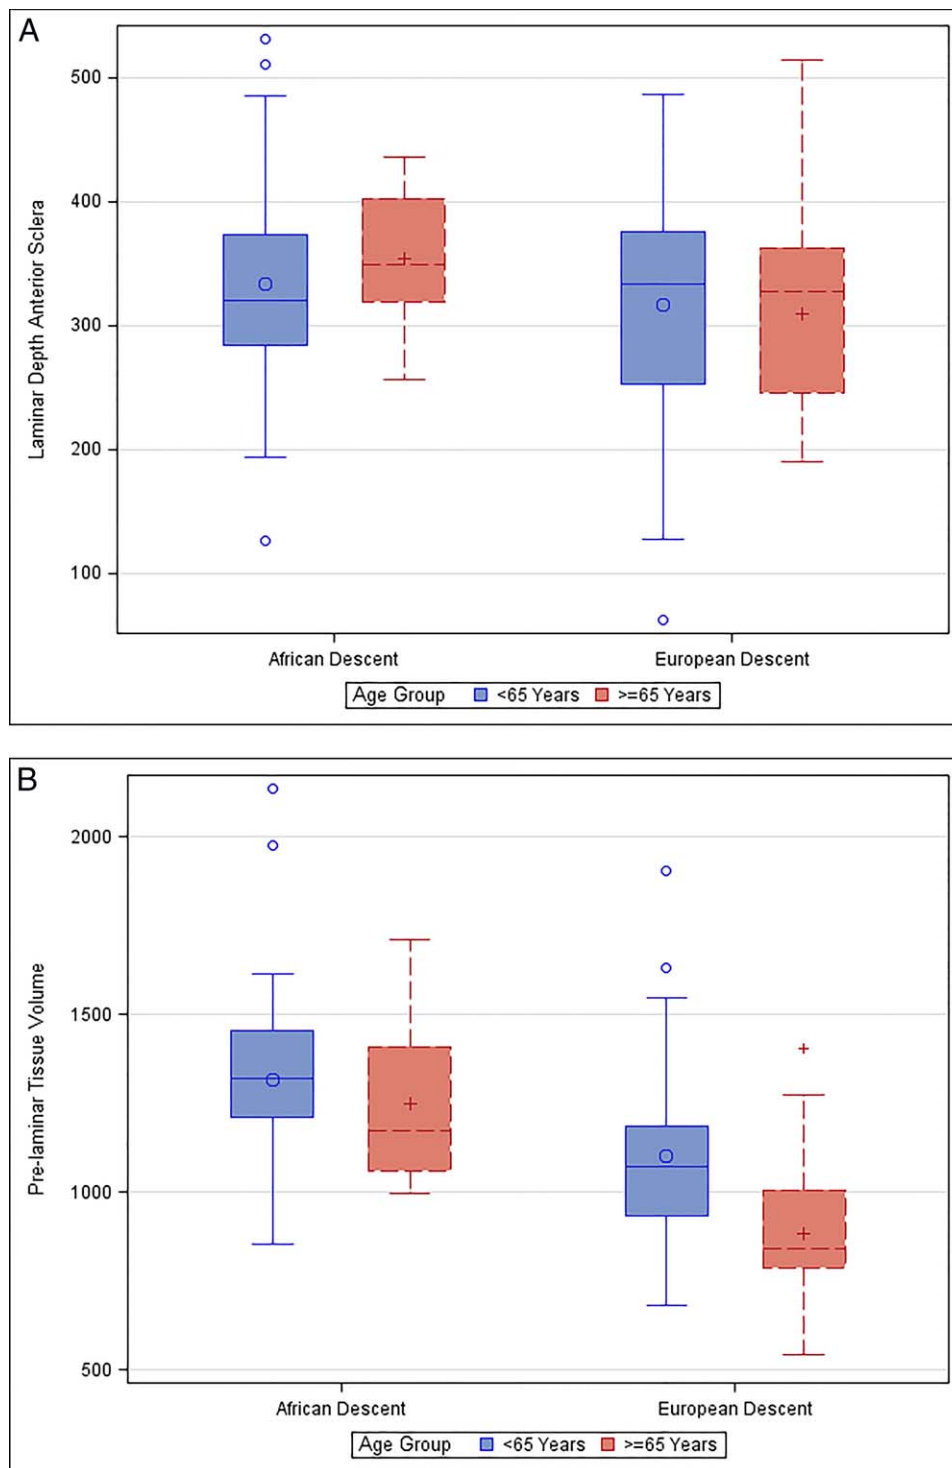 A
500
400
300
200
100
Laminar Depth Anterior Sclera
African Descent European Descent
Age Group <65 Years >=65 Years
B
2000
1500
1000
500
Pre-laminar Tissue Volume
African Descent European Descent
Age Group <65 Years >=65 Years